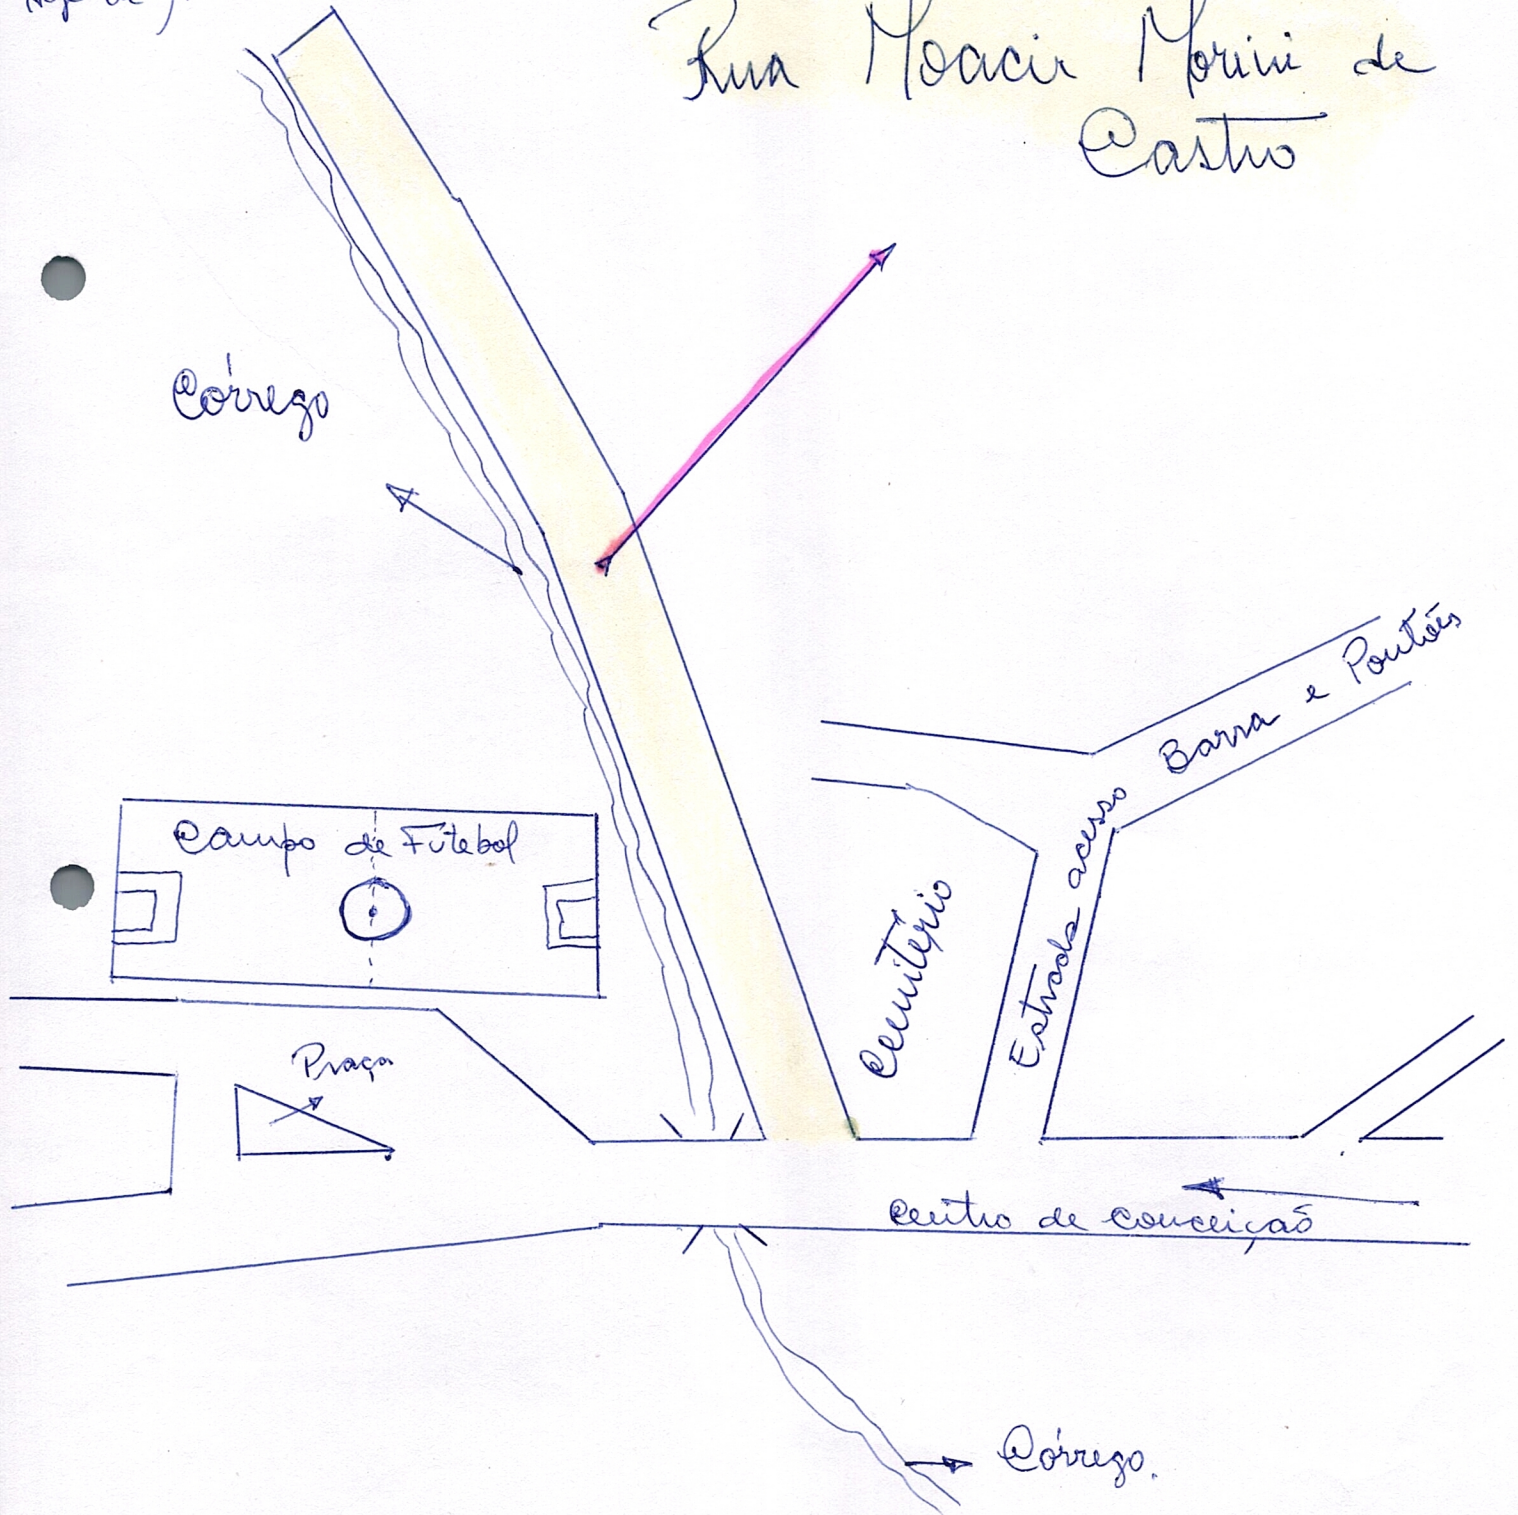 Rua Moacir Morini de
Castro
Córrego
Barra e Pontões
Estrada acesso
Campo de Futebol
Cemitério
Praça
Centro de Conceição
Córrego.